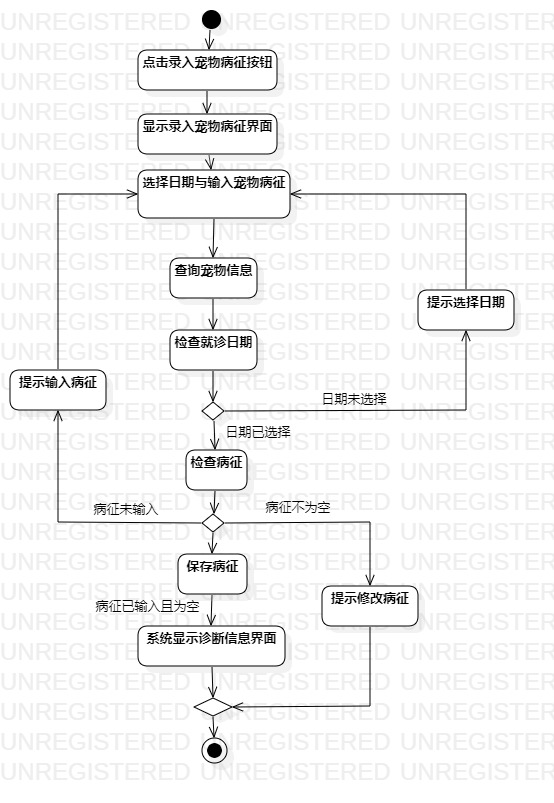 点击录入宠物病征按钮
显示录入宠物病征界面
选择日期与输入宠物病征
查询宠物信息
提示选择日期
检查就诊日期
提示输入病征
日期未选择
日期已选择
检查病征
病征未输入
病征不为空
保存病征
提示修改病征
病征已输入且为空
系统显示诊断信息界面
UNREGISTERED